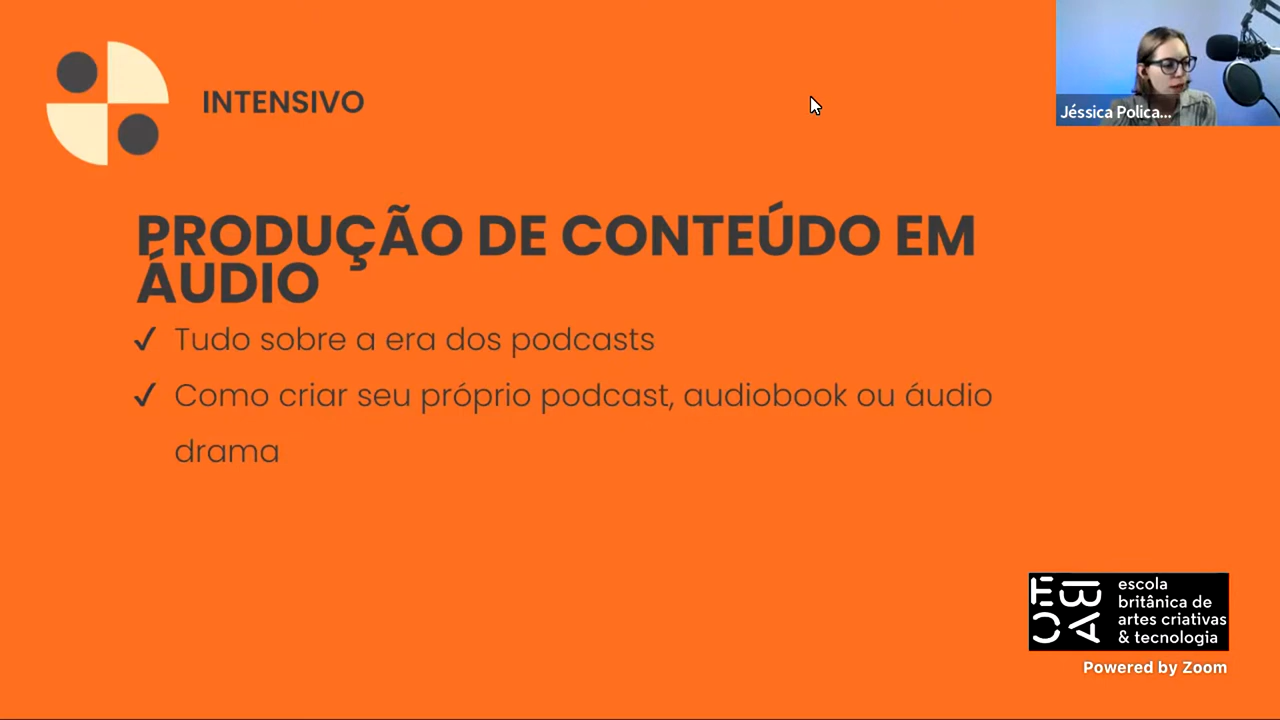 INTENSIVO
Jéssica Polica...
PRODUÇÃO DE CONTEÚDO EM
ÁUDIO
✓ Tudo sobre a era dos podcasts
✓ Como criar seu próprio podcast, audiobook ou áudio
drama
EBAC
escola
britânica de
artes criativas
& tecnologia
Powered by Zoom